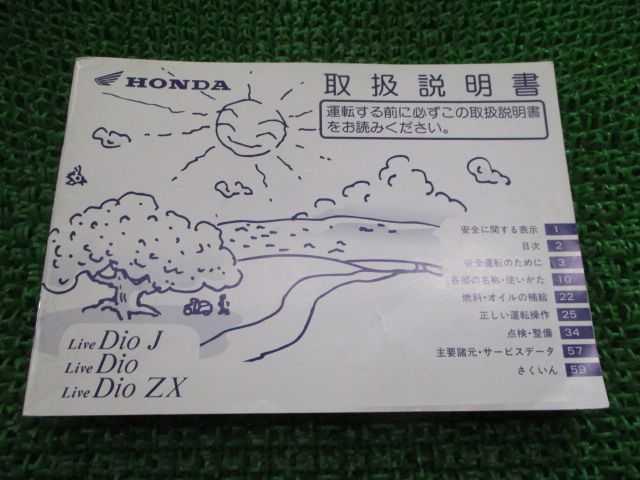 HONDA
取扱説明書
運転する前に必ずこの取扱説明書
をお読みください。
安全に関する表示 1
目次 2
安全運転のために 3
各部の名称・使いかた 10
燃料・オイルの補給 22
正しい運転操作 25
点検・整備 34
主要諸元・サービスデータ 57
さくいん 59
Live Dio J
Live Dio
Live Dio ZX